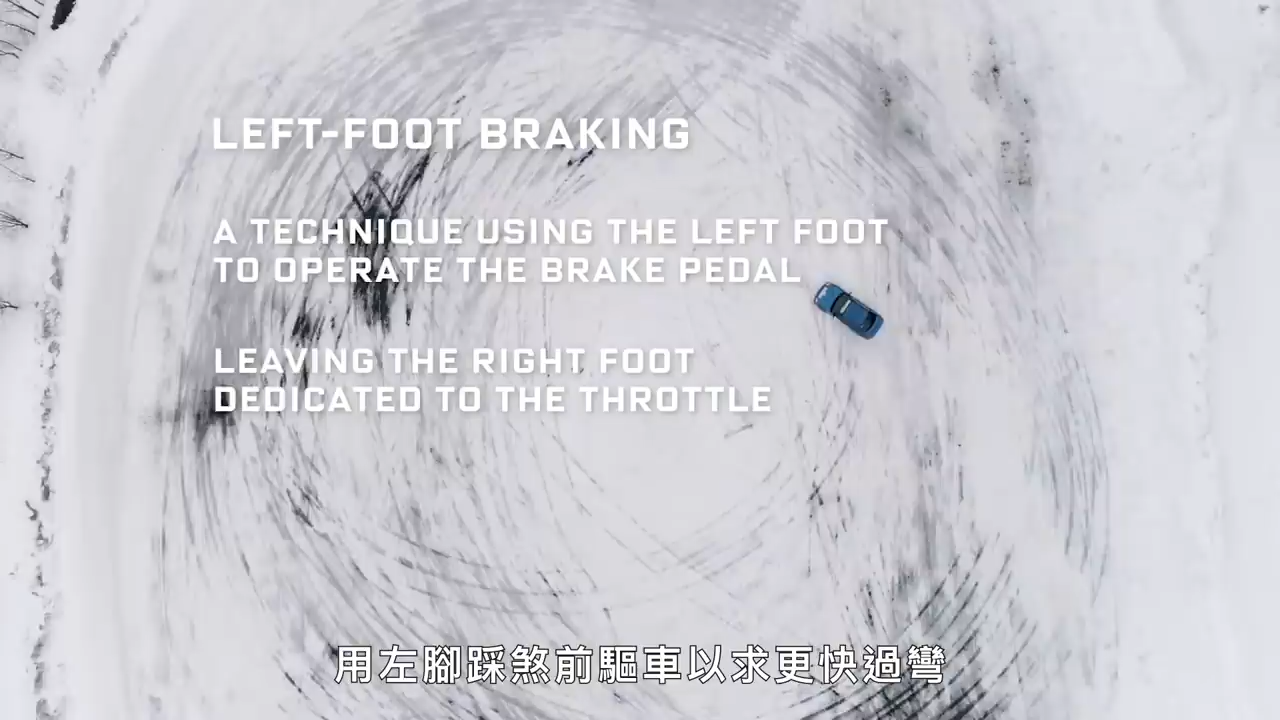 LEFT-FOOT BRAKING
A TECHNIQUE USING THE LEFT FOOT
TO OPERATE THE BRAKE PEDAL
LEAVING THE RIGHT FOOT
DEDICATED TO THE THROTTLE
用左腳踩煞前驅車以求更快過彎